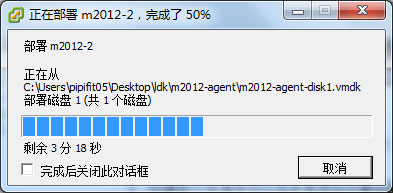 正在部署 m2012-2，完成了 50%
部署 m2012-2
正在从
C:\Users\pipifit05\Desktop\ldk\m2012-agent\m2012-agent-disk1.vmdk
部署磁盘 1 (共 1 个磁盘)
剩余 3 分 18 秒
完成后关闭此对话框
取消